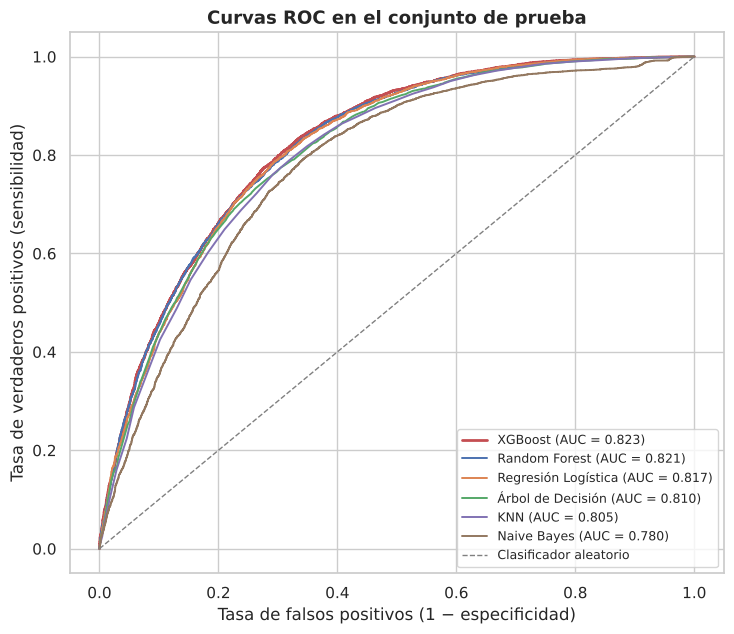 Curvas ROC en el conjunto de prueba
Tasa de verdaderos positivos (sensibilidad)
1.0
0.8
0.6
0.4
0.2
0.0
XGBoost (AUC = 0.823)
Random Forest (AUC = 0.821)
Regresión Logística (AUC = 0.817)
Árbol de Decisión (AUC = 0.810)
KNN (AUC = 0.805)
Naive Bayes (AUC = 0.780)
Clasificador aleatorio
0.0 0.2 0.4 0.6 0.8 1.0
Tasa de falsos positivos (1 − especificidad)